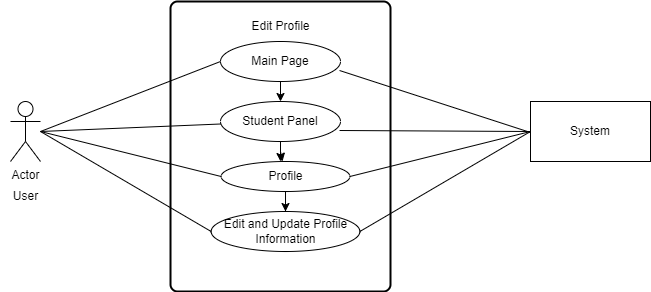 Edit Profile
Main Page
Student Panel
System
Profile
Actor
User
Edit and Update Profile
Information